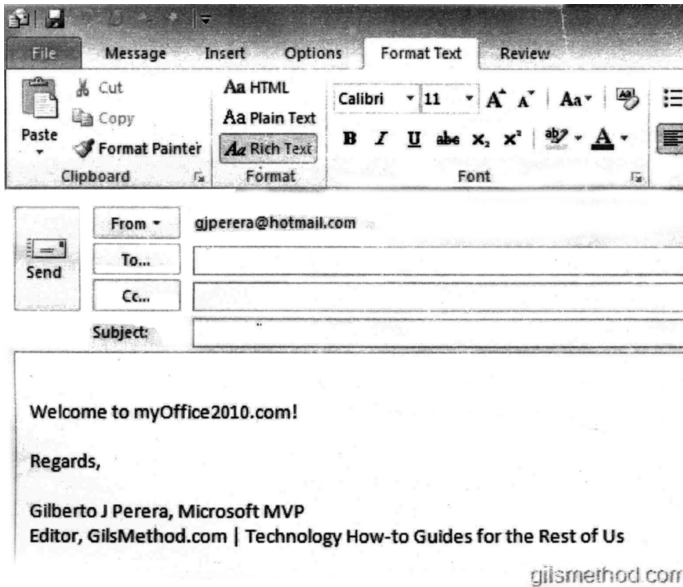 File Message Insert Options Format Text Review
Cut Aa HTML Calibri 11 A A Aa
Copy Aa Plain Text
Paste Format Painter Aa Rich Text B I U abc X₂ X² ab A
Clipboard Format Font
From gjperera@hotmail.com
Send To...
Cc...
Subject:
Welcome to myOffice2010.com!
Regards,
Gilberto J Perera, Microsoft MVP
Editor, GilsMethod.com | Technology How-to Guides for the Rest of Us
gilsmethod.com